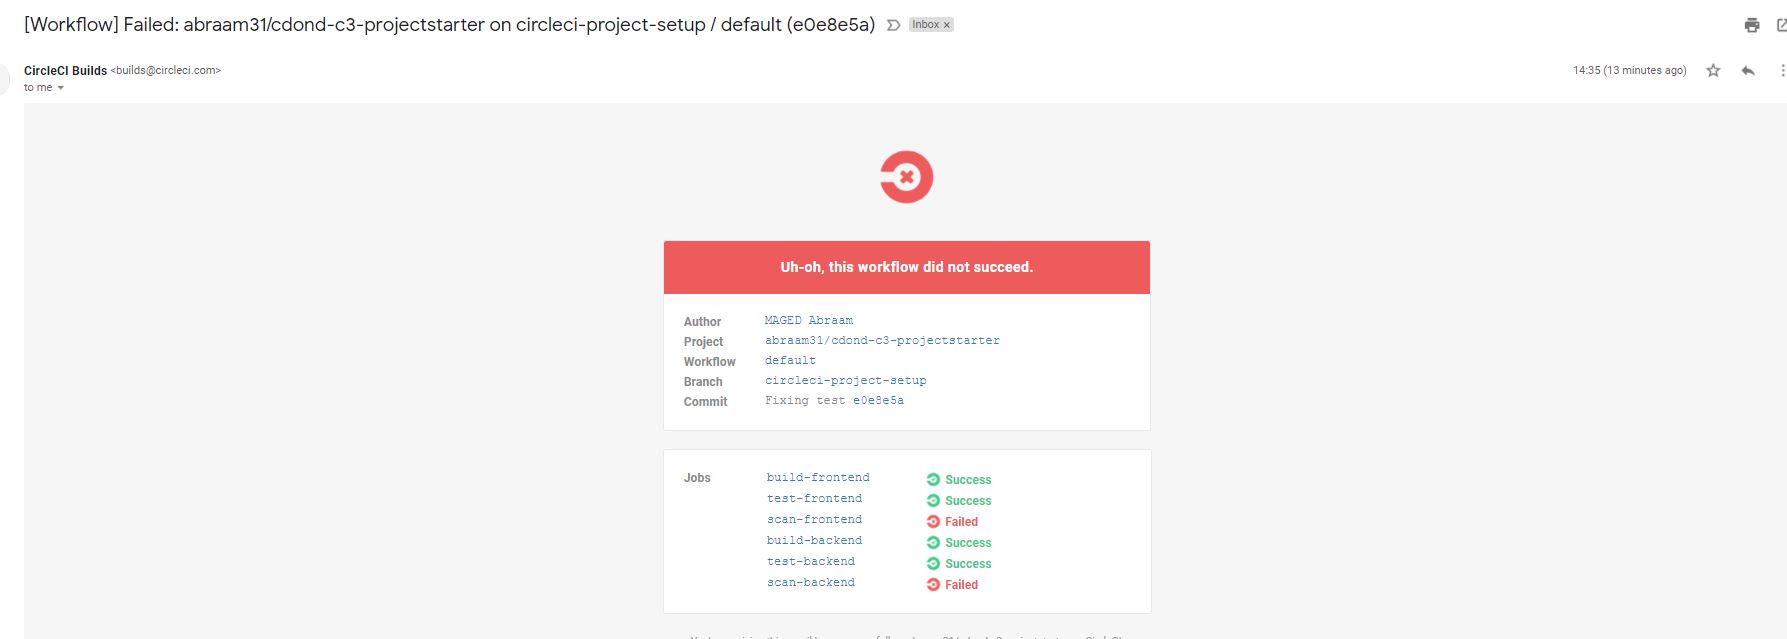 [Workflow] Failed: abraam31/cdond-c3-projectstarter on circleci-project-setup / default (e0e8e5a) Inbox x
CircleCI Builds <builds@circleci.com> 14:35 (13 minutes ago)
to me
Uh-oh, this workflow did not succeed.
Author MAGED Abraam
Project abraam31/cdond-c3-projectstarter
Workflow default
Branch circleci-project-setup
Commit Fixing test e0e8e5a
Jobs build-frontend Success
test-frontend Success
scan-frontend Failed
build-backend Success
test-backend Success
scan-backend Failed